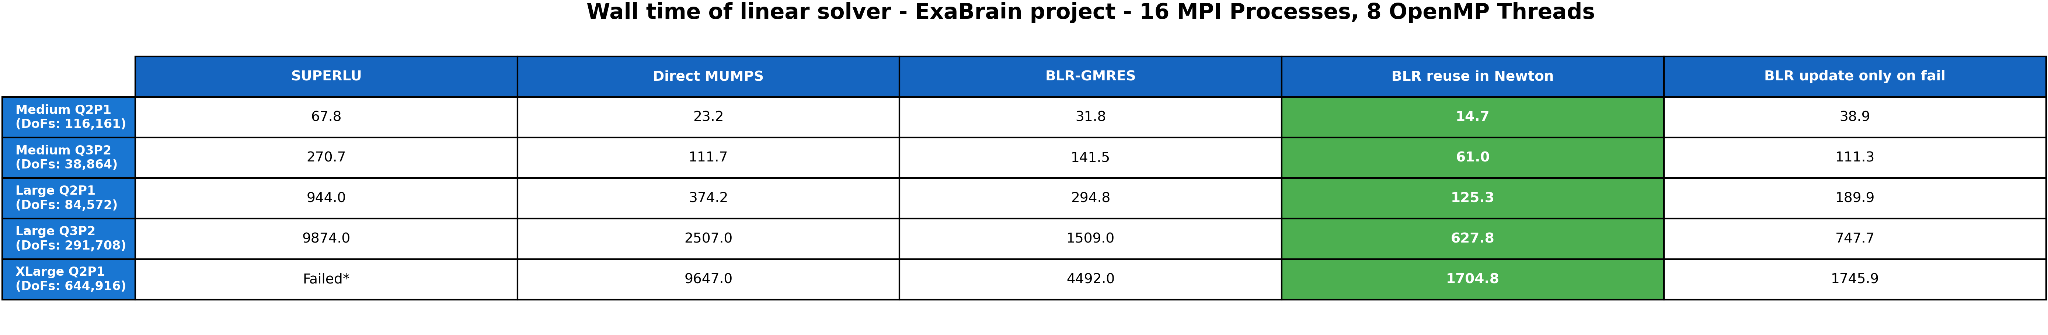 Wall time of linear solver - ExaBrain project - 16 MPI Processes, 8 OpenMP Threads
SUPERLU Direct MUMPS BLR-GMRES BLR reuse in Newton BLR update only on fail
Medium Q2P1
(DoFs: 116,161) 67.8 23.2 31.8 14.7 38.9
Medium Q3P2
(DoFs: 38,864) 270.7 111.7 141.5 61.0 111.3
Large Q2P1
(DoFs: 84,572) 944.0 374.2 294.8 125.3 189.9
Large Q3P2
(DoFs: 291,708) 9874.0 2507.0 1509.0 627.8 747.7
XLarge Q2P1
(DoFs: 644,916) Failed* 9647.0 4492.0 1704.8 1745.9